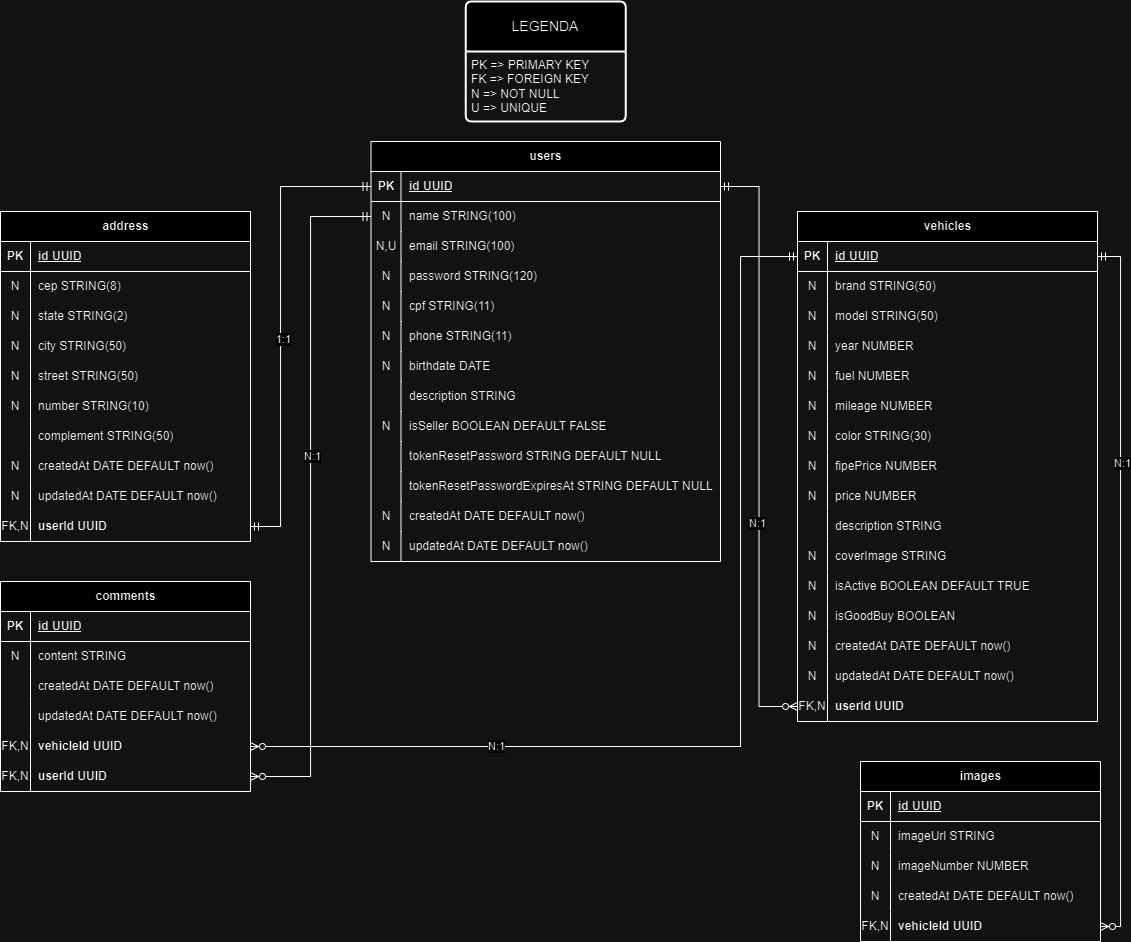 LEGENDA
PK => PRIMARY KEY
FK => FOREIGN KEY
N => NOT NULL
U => UNIQUE
users
PK id UUID
N name STRING(100)
N,U email STRING(100)
N password STRING(120)
N cpf STRING(11)
N phone STRING(11)
N birthdate DATE
description STRING
N isSeller BOOLEAN DEFAULT FALSE
tokenResetPassword STRING DEFAULT NULL
tokenResetPasswordExpiresAt STRING DEFAULT NULL
N createdAt DATE DEFAULT now()
N updatedAt DATE DEFAULT now()
address
PK id UUID
N cep STRING(8)
N state STRING(2)
N city STRING(50)
N street STRING(50)
N number STRING(10)
complement STRING(50)
N createdAt DATE DEFAULT now()
N updatedAt DATE DEFAULT now()
FK,N userId UUID
1:1
N:1
vehicles
PK id UUID
N brand STRING(50)
N model STRING(50)
N year NUMBER
N fuel NUMBER
N mileage NUMBER
N color STRING(30)
N fipePrice NUMBER
N price NUMBER
description STRING
N coverImage STRING
N isActive BOOLEAN DEFAULT TRUE
N isGoodBuy BOOLEAN
N createdAt DATE DEFAULT now()
N updatedAt DATE DEFAULT now()
FK,N userId UUID
N:1
N:1
comments
PK id UUID
N content STRING
createdAt DATE DEFAULT now()
updatedAt DATE DEFAULT now()
FK,N vehicleId UUID
FK,N userId UUID
N:1
images
PK id UUID
N imageUrl STRING
N imageNumber NUMBER
N createdAt DATE DEFAULT now()
FK,N vehicleId UUID